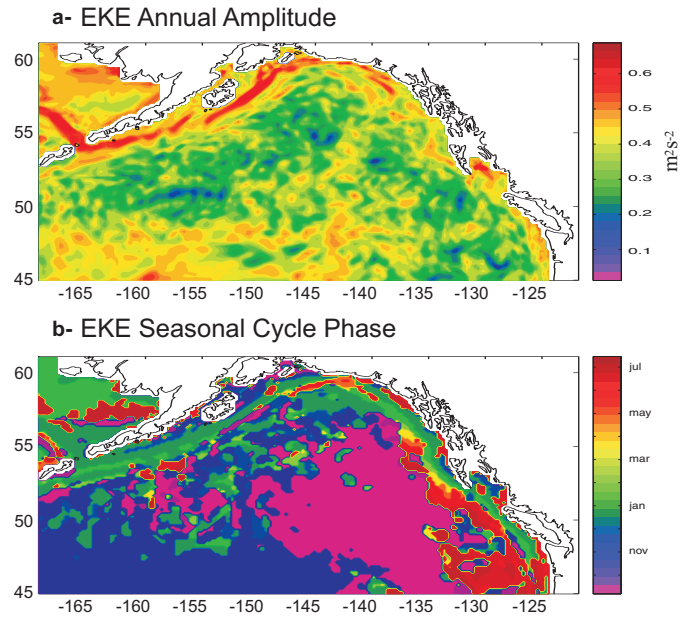 a- EKE Annual Amplitude
60
55
50
45
-165 -160 -155 -150 -145 -140 -135 -130 -125
0.6
0.5
0.4
0.3
0.2
0.1
m²s⁻²
b- EKE Seasonal Cycle Phase
60
55
50
45
-165 -160 -155 -150 -145 -140 -135 -130 -125
jul
may
mar
jan
nov